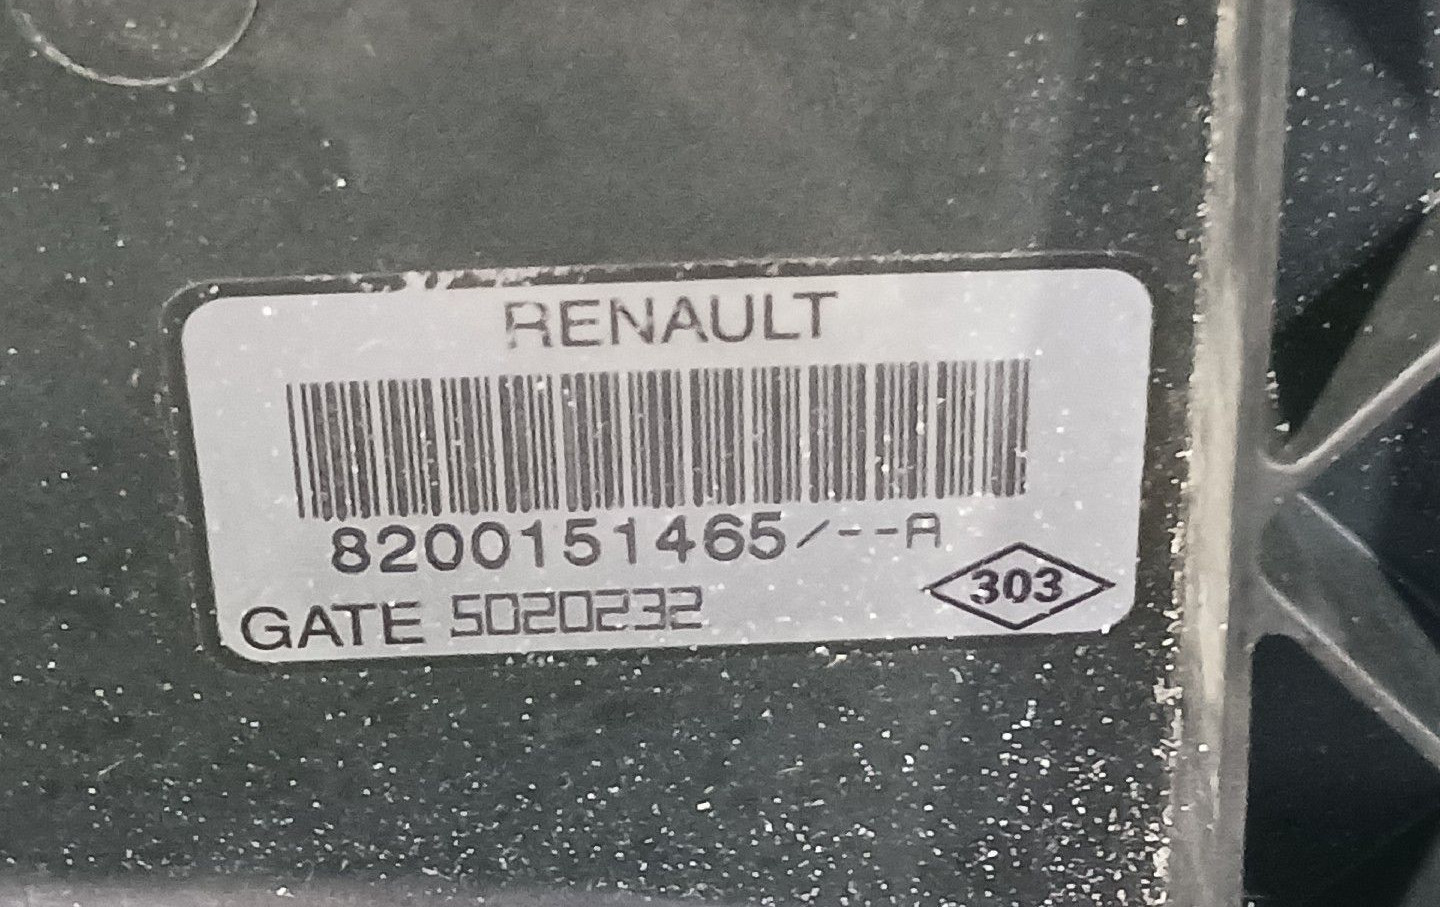 RENAULT
8200151465/--A
GATE 5020232
303